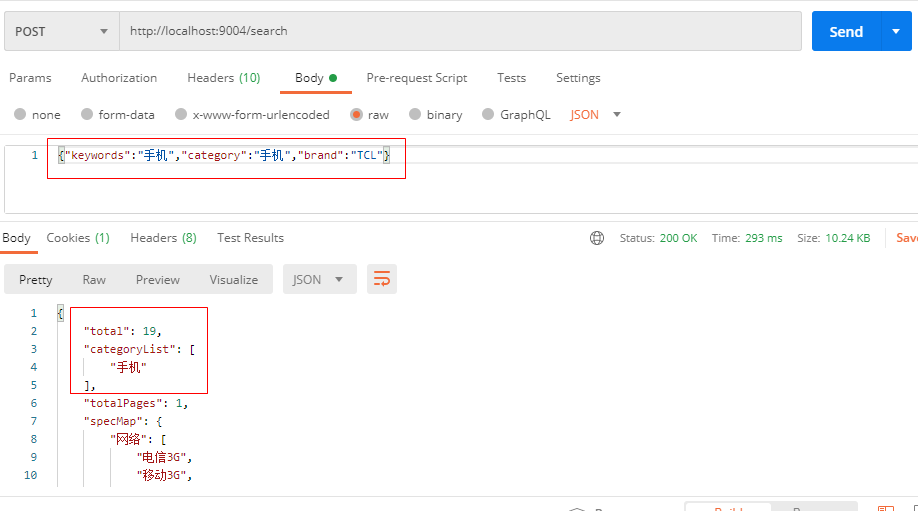 POST http://localhost:9004/search Send
Params Authorization Headers (10) Body Pre-request Script Tests Settings
none form-data x-www-form-urlencoded raw binary GraphQL JSON
1 {"keywords":"手机","category":"手机","brand":"TCL"}
Body Cookies (1) Headers (8) Test Results Status: 200 OK Time: 293 ms Size: 10.24 KB
Pretty Raw Preview Visualize JSON
1 {
2 "total": 19,
3 "categoryList": [
4 "手机"
5 ],
6 "totalPages": 1,
7 "specMap": {
8 "网络": [
9 "电信3G",
10 "移动3G",